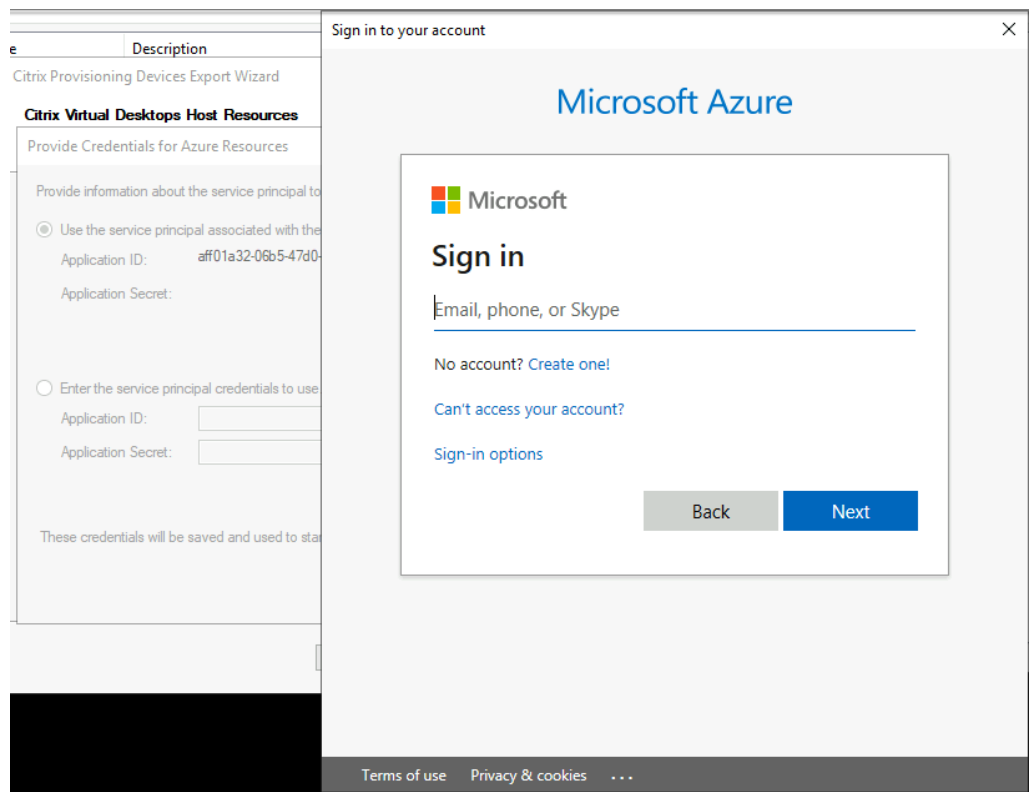 e Description
Citrix Provisioning Devices Export Wizard
Citrix Virtual Desktops Host Resources
Provide Credentials for Azure Resources
Provide information about the service principal to
Use the service principal associated with the
Application ID: aff01a32-06b5-47d0-
Application Secret:
Enter the service principal credentials to use
Application ID:
Application Secret:
These credentials will be saved and used to star
Sign in to your account
Microsoft Azure
Microsoft
Sign in
Email, phone, or Skype
No account? Create one!
Can't access your account?
Sign-in options
Back Next
Terms of use Privacy & cookies ...